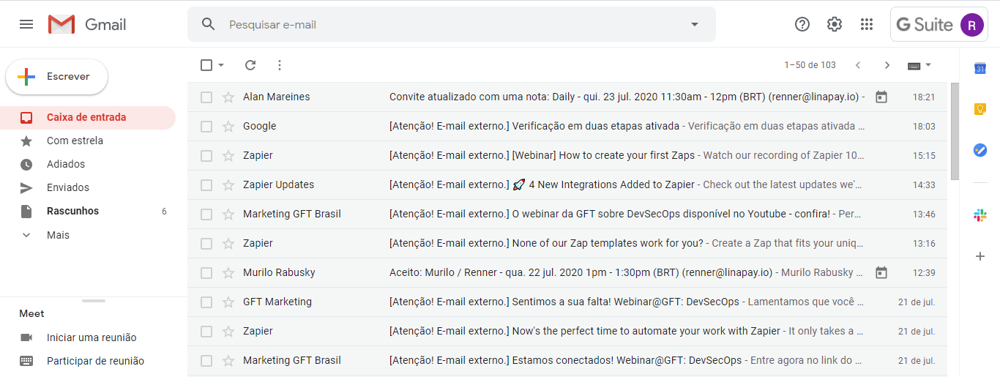 Gmail
Pesquisar e-mail
G Suite
R
Escrever
1–50 de 103
31
Caixa de entrada
Com estrela
Adiados
Enviados
Rascunhos 6
Mais
Alan Mareines Convite atualizado com uma nota: Daily - qui. 23 jul. 2020 11:30am - 12pm (BRT) (renner@linapay.io) - 18:21
Google [Atenção! E-mail externo.] Verificação em duas etapas ativada - Verificação em duas etapas ativada ... 18:03
Zapier [Atenção! E-mail externo.] [Webinar] How to create your first Zaps - Watch our recording of Zapier 10... 15:15
Zapier Updates [Atenção! E-mail externo.] 🚀 4 New Integrations Added to Zapier - Check out the latest updates we'... 14:33
Marketing GFT Brasil [Atenção! E-mail externo.] O webinar da GFT sobre DevSecOps disponível no Youtube - confira! - Per... 13:46
Zapier [Atenção! E-mail externo.] None of our Zap templates work for you? - Create a Zap that fits your uniq... 13:16
Murilo Rabusky Aceito: Murilo / Renner - qua. 22 jul. 2020 1pm - 1:30pm (BRT) (renner@linapay.io) - Murilo Rabusky ... 12:39
GFT Marketing [Atenção! E-mail externo.] Sentimos a sua falta! Webinar@GFT: DevSecOps - Lamentamos que você ... 21 de jul.
Zapier [Atenção! E-mail externo.] Now's the perfect time to automate your work with Zapier - It only takes a ... 21 de jul.
Marketing GFT Brasil [Atenção! E-mail externo.] Estamos conectados! Webinar@GFT: DevSecOps - Entre agora no link do ... 21 de jul.
Meet
Iniciar uma reunião
Participar de reunião